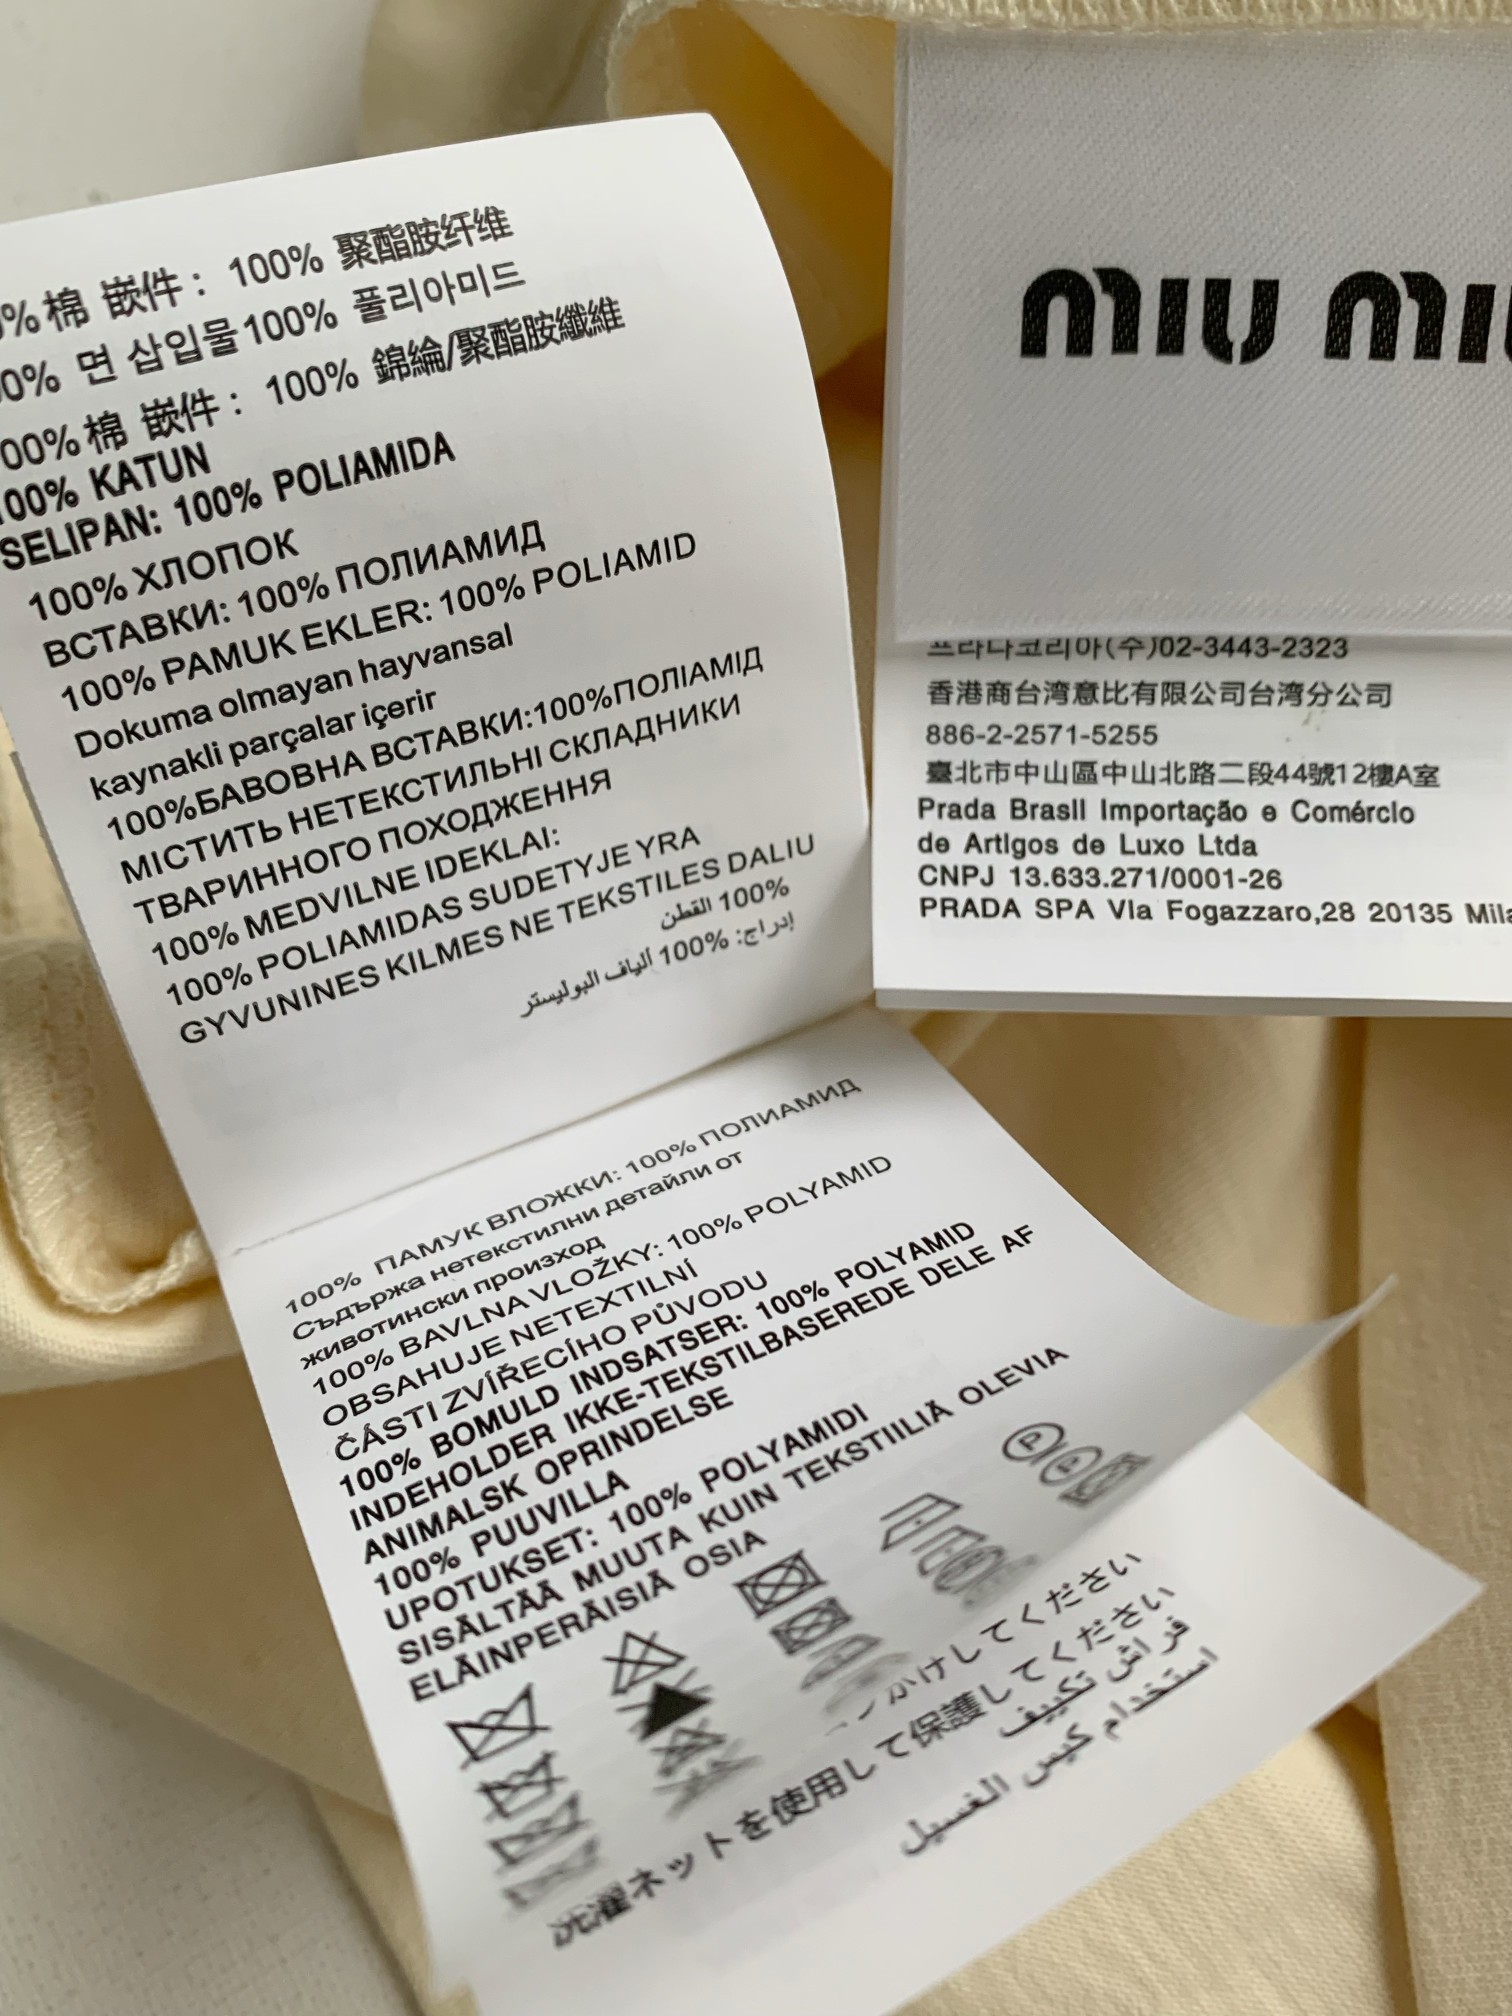 % 棉 嵌件： 100% 聚酯胺纤维
0% 면 삽입물100% 폴리아미드
00% 棉 嵌件： 100% 錦綸/聚酯胺纖維
100% KATUN
SELIPAN: 100% POLIAMIDA
100% ХЛОПОК
ВСТАВКИ: 100% ПОЛИАМИД
100% PAMUK EKLER: 100% POLIAMID
Dokuma olmayan hayvansal
kaynakli parçalar içerir
100%БАВОВНА ВСТАВКИ:100%ПОЛІАМІД
МІСТИТЬ НЕТЕКСТИЛЬНІ СКЛАДНИКИ
ТВАРИННОГО ПОХОДЖЕННЯ
100% MEDVILNE IDEKLAI:
100% POLIAMIDAS SUDETYJE YRA
GYVUNINES KILMES NE TEKSTILES DALIU
100% القطن
إدراج: %100 ألياف البوليستر
100% ПАМУК ВЛОЖКИ: 100% ПОЛИАМИД
Съдържа нетекстилни детайли от
животински произход
100% BAVLNA VLOŽKY: 100% POLYAMID
OBSAHUJE NETEXTILNÍ
ČÁSTI ZVÍŘECÍHO PŮVODU
100% BOMULD INDSATSER: 100% POLYAMID
INDEHOLDER IKKE-TEKSTILBASEREDE DELE AF
ANIMALSK OPRINDELSE
100% PUUVILLA
UPOTUKSET: 100% POLYAMIDI
SISÄLTÄÄ MUUTA KUIN TEKSTIILIÄ OLEVIA
ELÄINPERÄISIÄ OSIA
P
P
かけしてください
洗濯ネットを使用して保護してください
فراش تكييف
استخدام كيس الغسيل
miu miu
프라다코리아(주)02-3443-2323
香港商台湾意比有限公司台湾分公司
886-2-2571-5255
臺北市中山區中山北路二段44號12樓A室
Prada Brasil Importação e Comércio
de Artigos de Luxo Ltda
CNPJ 13.633.271/0001-26
PRADA SPA Via Fogazzaro,28 20135 Mila